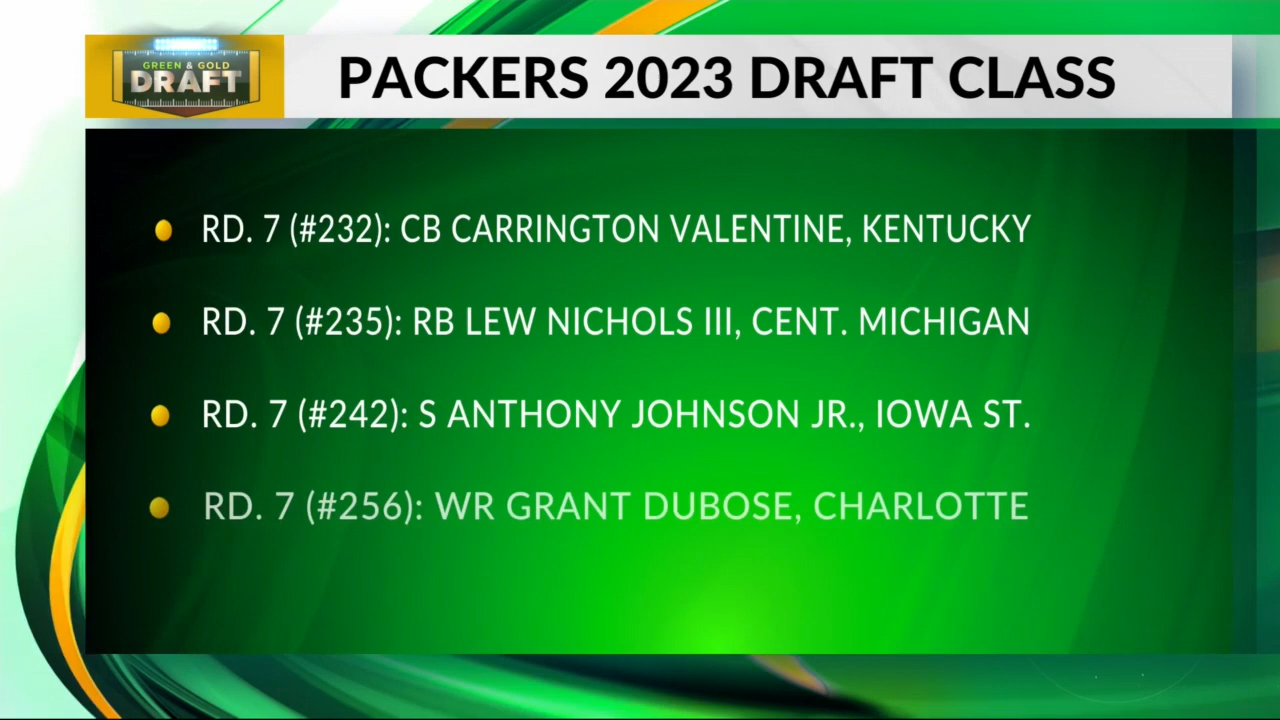 GREEN & GOLD
DRAFT
PACKERS 2023 DRAFT CLASS
RD. 7 (#232): CB CARRINGTON VALENTINE, KENTUCKY
RD. 7 (#235): RB LEW NICHOLS III, CENT. MICHIGAN
RD. 7 (#242): S ANTHONY JOHNSON JR., IOWA ST.
RD. 7 (#256): WR GRANT DUBOSE, CHARLOTTE